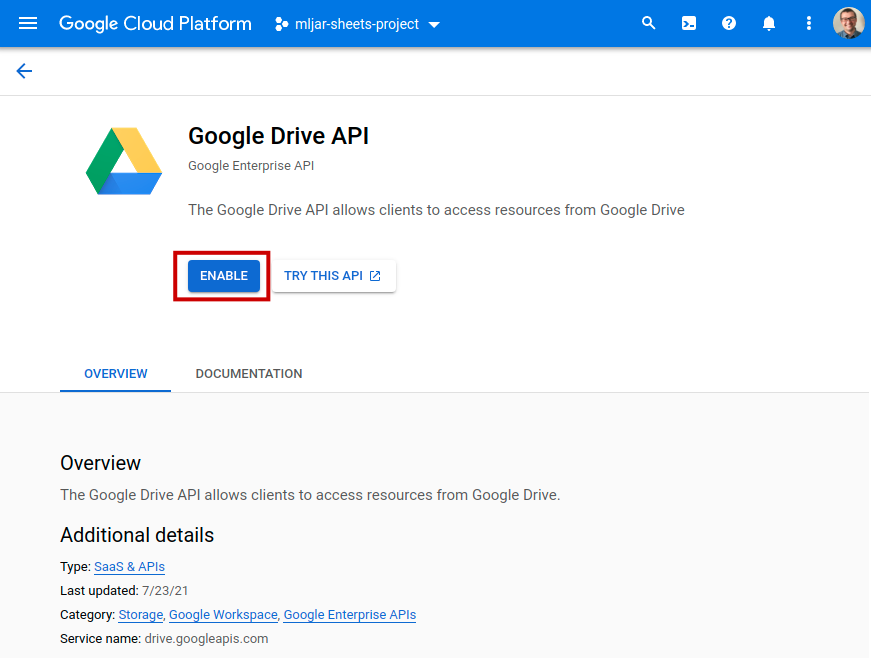 Google Cloud Platform mljar-sheets-project
Google Drive API
Google Enterprise API
The Google Drive API allows clients to access resources from Google Drive
ENABLE TRY THIS API
OVERVIEW DOCUMENTATION
Overview
The Google Drive API allows clients to access resources from Google Drive.
Additional details
Type: SaaS & APIs
Last updated: 7/23/21
Category: Storage, Google Workspace, Google Enterprise APIs
Service name: drive.googleapis.com